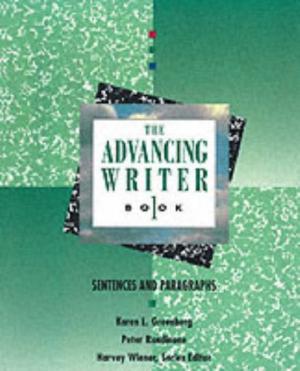 THE
ADVANCING
WRITER
BOOK 1
SENTENCES AND PARAGRAPHS
Karen L. Greenberg
Peter Rondinone
Harvey Wiener, Series Editor